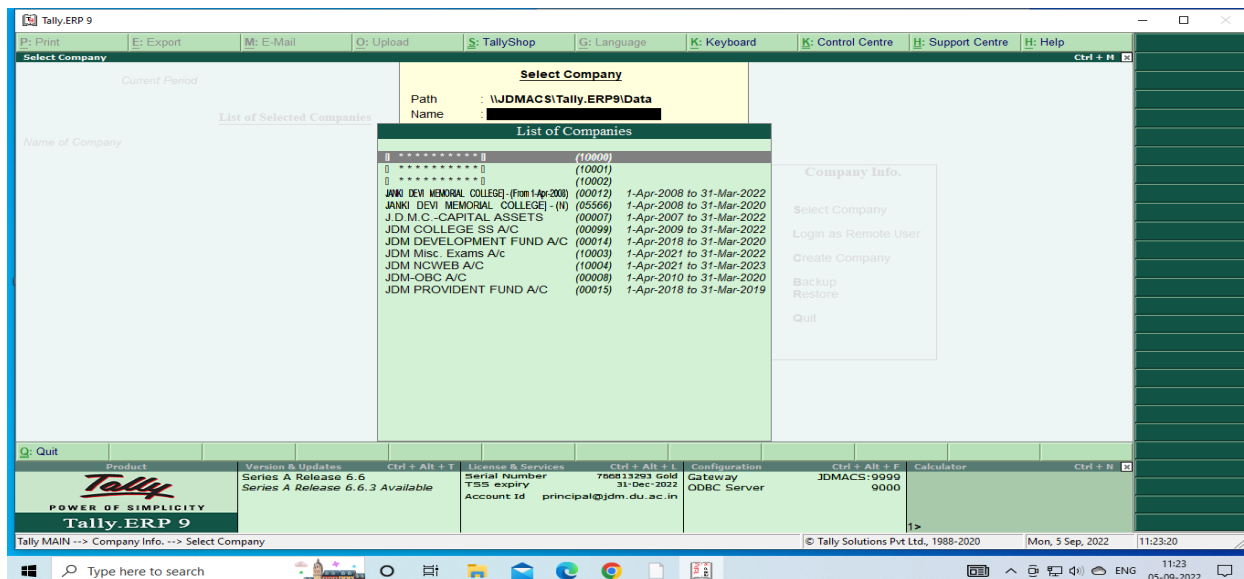 Tally.ERP 9
P: Print E: Export M: E-Mail O: Upload S: TallyShop G: Language K: Keyboard K: Control Centre H: Support Centre H: Help
Select Company Ctrl + M
Current Period
Select Company
Path : \\JDMACS\Tally.ERP9\Data
Name :
List of Selected Companies
Name of Company
List of Companies
* * * * * * * * * * (10000)
* * * * * * * * * * (10001)
* * * * * * * * * * (10002)
JANKI DEVI MEMORIAL COLLEGE] - (From 1-Apr-2008) (00012) 1-Apr-2008 to 31-Mar-2022
JANKI DEVI MEMORIAL COLLEGE] - (N) (05566) 1-Apr-2008 to 31-Mar-2020
J.D.M.C.-CAPITAL ASSETS (00007) 1-Apr-2007 to 31-Mar-2022
JDM COLLEGE SS A/C (00099) 1-Apr-2009 to 31-Mar-2022
JDM DEVELOPMENT FUND A/C (00014) 1-Apr-2018 to 31-Mar-2020
JDM Misc. Exams A/c (10003) 1-Apr-2021 to 31-Mar-2022
JDM NCWEB A/C (10004) 1-Apr-2021 to 31-Mar-2023
JDM-OBC A/C (00008) 1-Apr-2010 to 31-Mar-2020
JDM PROVIDENT FUND A/C (00015) 1-Apr-2018 to 31-Mar-2019
Company Info.
Select Company
Login as Remote User
Create Company
Backup
Restore
Quit
Q: Quit
Product
Tally
POWER OF SIMPLICITY
Tally.ERP 9
Version & Updates Ctrl + Alt + T
Series A Release 6.6
Series A Release 6.6.3 Available
License & Services Ctrl + Alt + L
Serial Number 766813293 Gold
TSS expiry 31-Dec-2022
Account Id principal@jdm.du.ac.in
Configuration Ctrl + Alt + F
Gateway JDMACS:9999
ODBC Server 9000
Calculator Ctrl + N
1>
Tally MAIN --> Company Info. --> Select Company © Tally Solutions Pvt Ltd., 1988-2020 Mon, 5 Sep, 2022 11:23:20
Type here to search ENG 11:23
05-09-2022